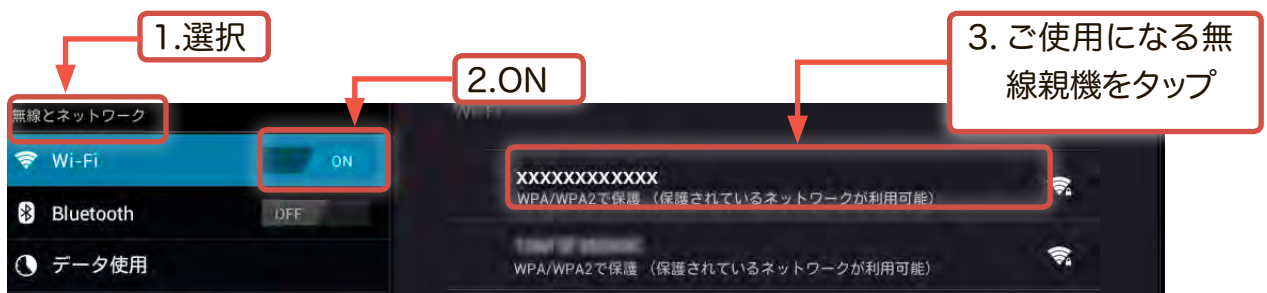 1.選択
2.ON
3. ご使用になる無
線親機をタップ
無線とネットワーク
Wi-Fi
ON
Bluetooth
OFF
データ使用
Wi-Fi
XXXXXXXXXXXX
WPA/WPA2で保護 （保護されているネットワークが利用可能）
WPA/WPA2で保護 （保護されているネットワークが利用可能）